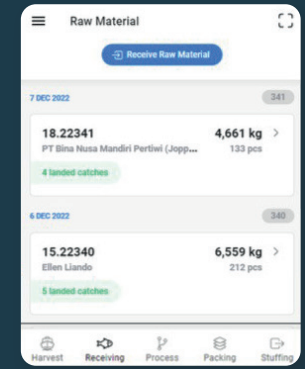 Raw Material
Receive Raw Material
7 DEC 2022 341
18.22341 4,661 kg
PT Bina Nusa Mandiri Pertiwi (Jopp... 133 pcs
4 landed catches
6 DEC 2022 340
15.22340 6,559 kg
Ellen Liando 212 pcs
5 landed catches
Harvest Receiving Process Packing Stuffing